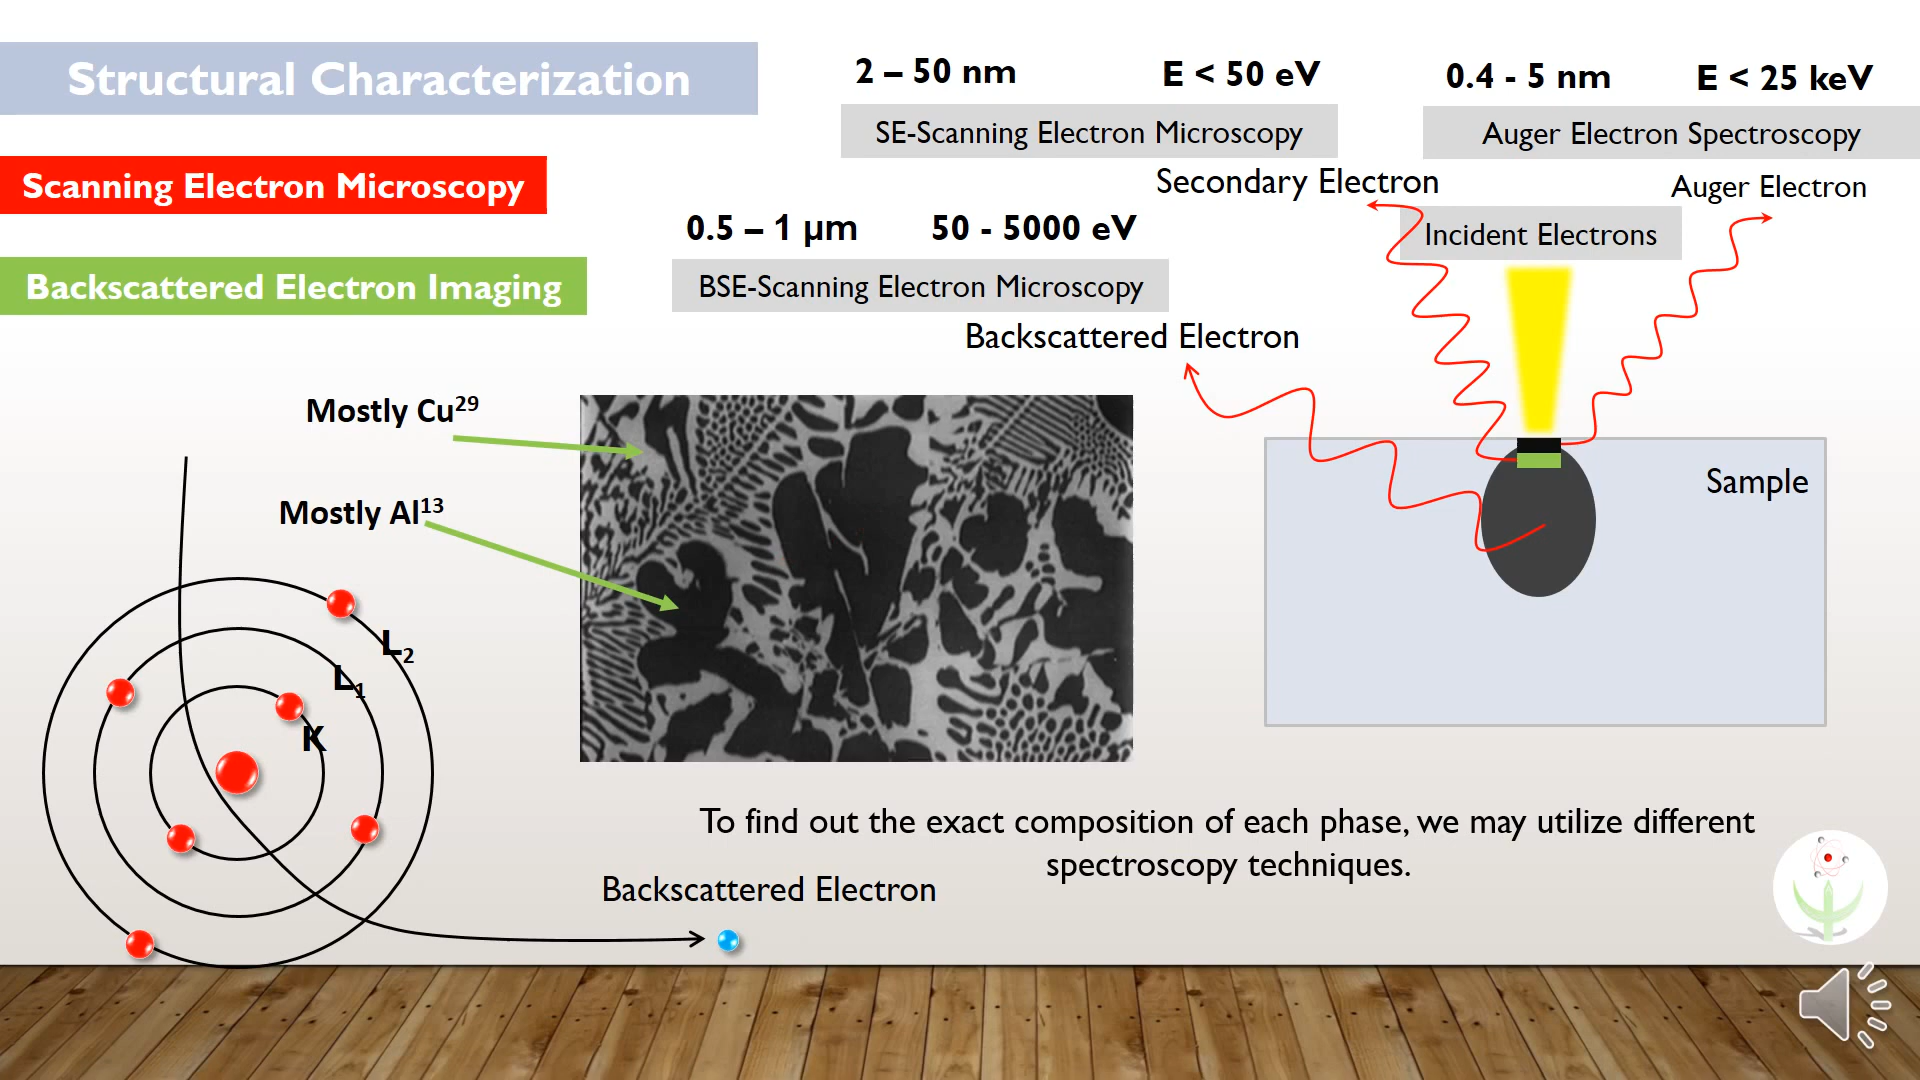 Structural Characterization
Scanning Electron Microscopy
Backscattered Electron Imaging
2 – 50 nm
E < 50 eV
SE-Scanning Electron Microscopy
Secondary Electron
0.4 - 5 nm
E < 25 keV
Auger Electron Spectroscopy
Auger Electron
Incident Electrons
0.5 – 1 µm
50 - 5000 eV
BSE-Scanning Electron Microscopy
Backscattered Electron
Mostly Cu²⁹
Mostly Al¹³
Sample
L₂
L₁
K
To find out the exact composition of each phase, we may utilize different
spectroscopy techniques.
Backscattered Electron